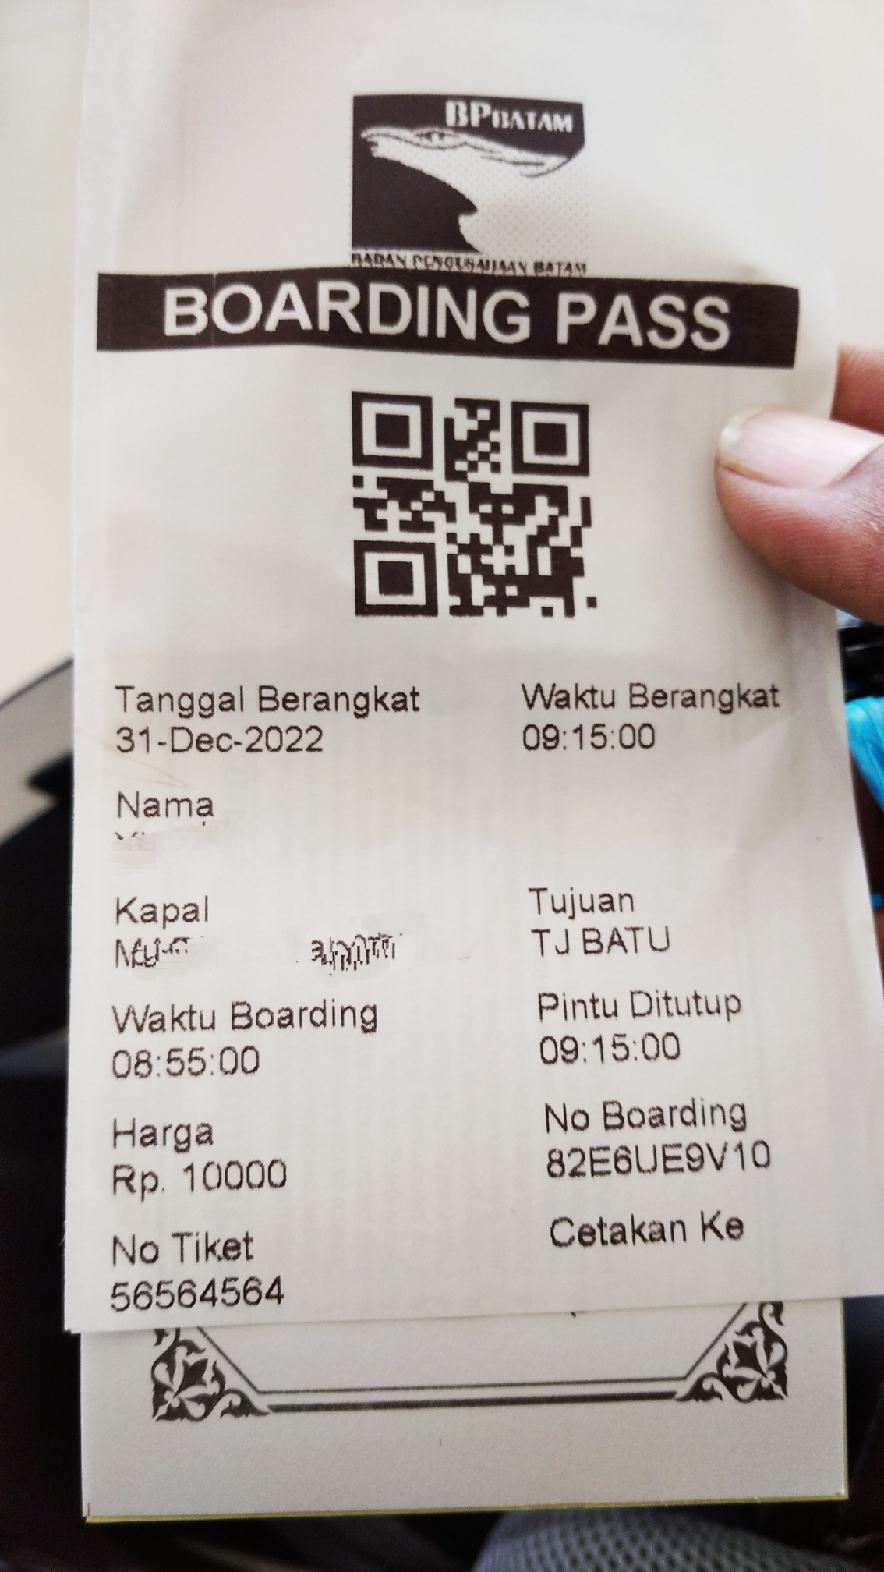 BP BATAM
BADAN PENGUSAHAAN BATAM
BOARDING PASS
Tanggal Berangkat
31-Dec-2022
Waktu Berangkat
09:15:00
Nama
Kapal
Tujuan
TJ BATU
Waktu Boarding
08:55:00
Pintu Ditutup
09:15:00
Harga
Rp. 10000
No Boarding
82E6UE9V10
No Tiket
56564564
Cetakan Ke